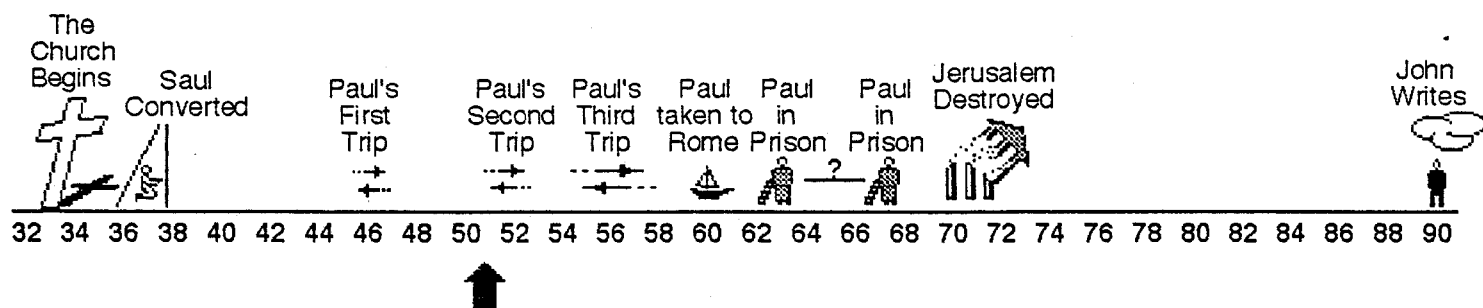 The
Church
Begins
Saul
Converted
Paul's
First
Trip
Paul's
Second
Trip
Paul's
Third
Trip
Paul
taken to
Rome
Paul
in
Prison
?
Paul
in
Prison
Jerusalem
Destroyed
John
Writes
32 34 36 38 40 42 44 46 48 50 52 54 56 58 60 62 64 66 68 70 72 74 76 78 80 82 84 86 88 90